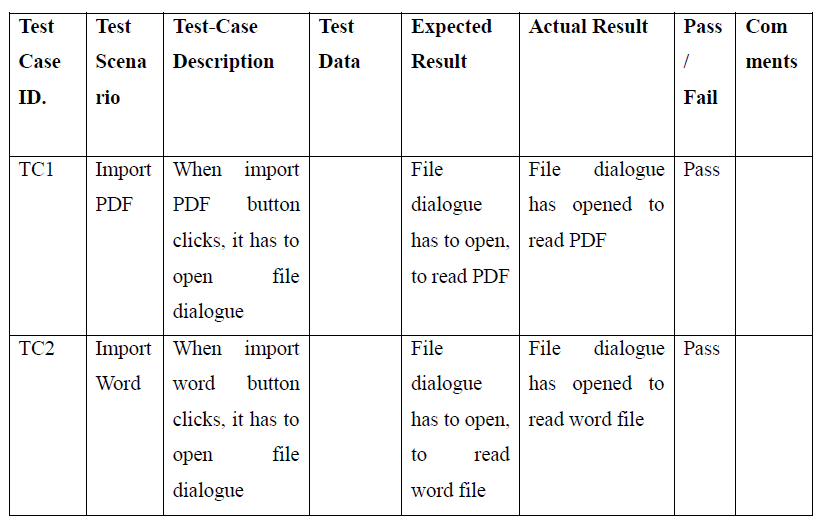 Test Case ID.
Test Scena rio
Test-Case Description
Test Data
Expected Result
Actual Result
Pass / Fail
Com ments
TC1
Import PDF
When import PDF button clicks, it has to open file dialogue
File dialogue has to open, to read PDF
File dialogue has opened to read PDF
Pass
TC2
Import Word
When import word button clicks, it has to open file dialogue
File dialogue has to open, to read word file
File dialogue has opened to read word file
Pass